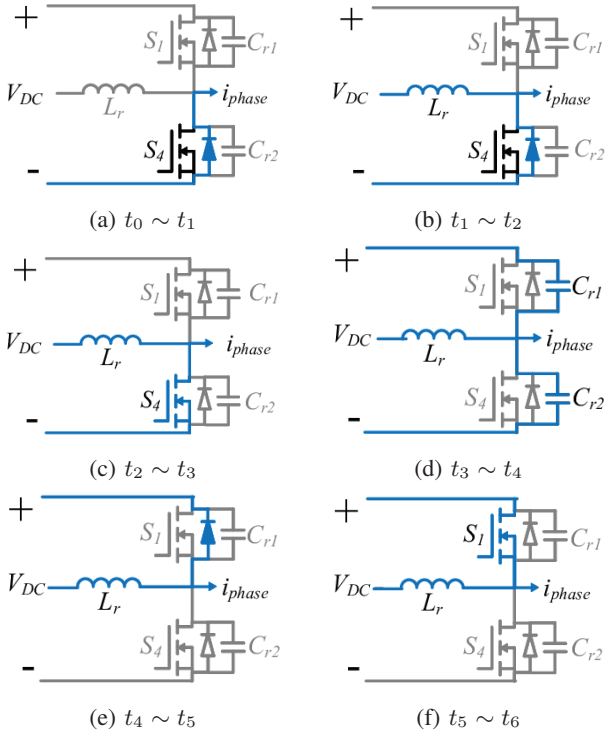 + +
S1 Cr1 S1 Cr1
VDC Lr iphase VDC Lr iphase
S4 Cr2 S4 Cr2
- -
(a) t0 ∼ t1 (b) t1 ∼ t2
+ +
S1 Cr1 S1 Cr1
VDC Lr iphase VDC Lr iphase
S4 Cr2 S4 Cr2
- -
(c) t2 ∼ t3 (d) t3 ∼ t4
+ +
S1 Cr1 S1 Cr1
VDC Lr iphase VDC Lr iphase
S4 Cr2 S4 Cr2
- -
(e) t4 ∼ t5 (f) t5 ∼ t6